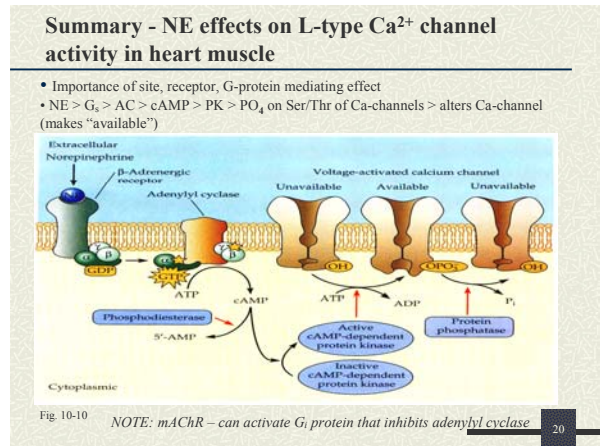 Summary - NE effects on L-type Ca²⁺ channel
activity in heart muscle
• Importance of site, receptor, G-protein mediating effect
• NE > Gₛ > AC > cAMP > PK > PO₄ on Ser/Thr of Ca-channels > alters Ca-channel
(makes “available”)
Extracellular
Norepinephrine
β-Adrenergic
receptor
Adenylyl cyclase
Voltage-activated calcium channel
Unavailable
Available
Unavailable
NE
α
γ
β
GDP
α
GTP
γ
β
OH
OPO₃²⁻
OH
ATP
cAMP
ATP
ADP
Pᵢ
Phosphodiesterase
5'-AMP
Active
cAMP-dependent
protein kinase
Protein
phosphatase
Inactive
cAMP-dependent
protein kinase
Cytoplasmic
Fig. 10-10
NOTE: mAChR – can activate Gᵢ protein that inhibits adenylyl cyclase
20